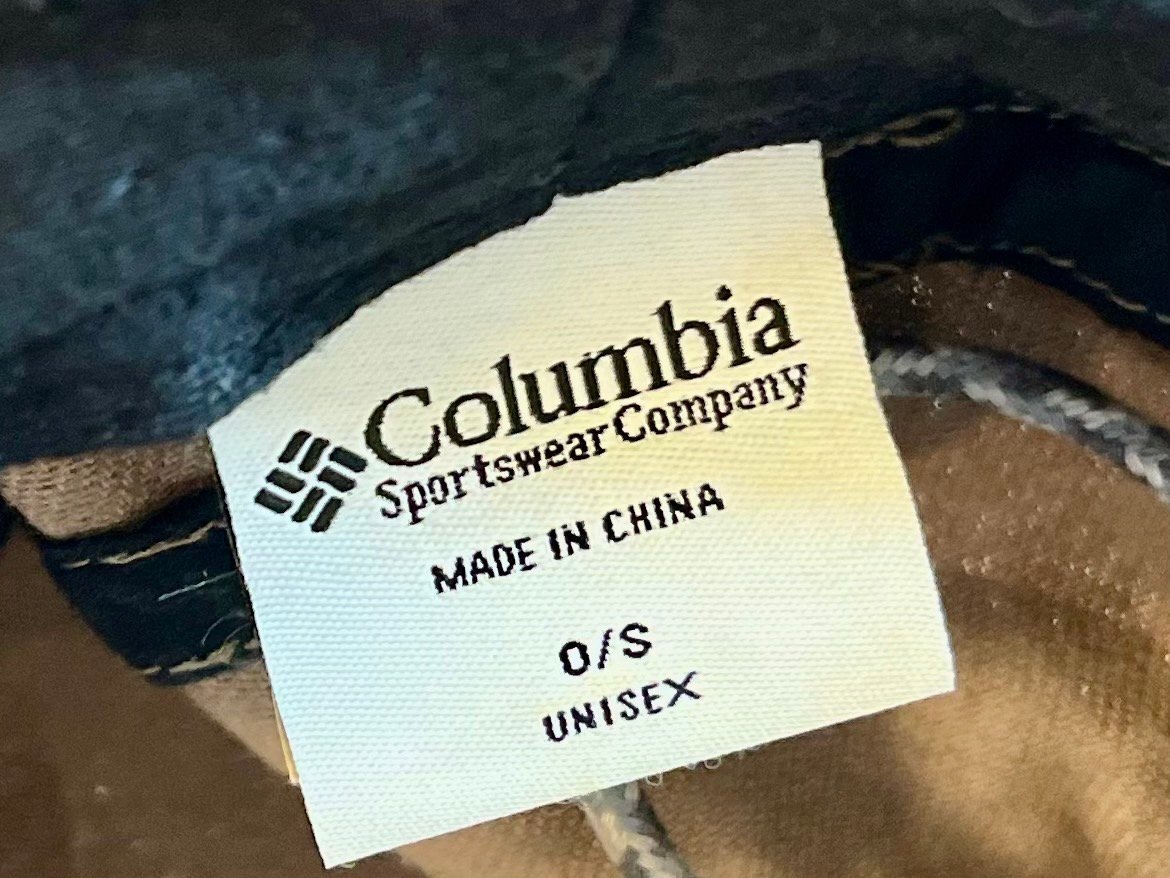 Columbia
Sportswear Company
MADE IN CHINA
O/S
UNISEX